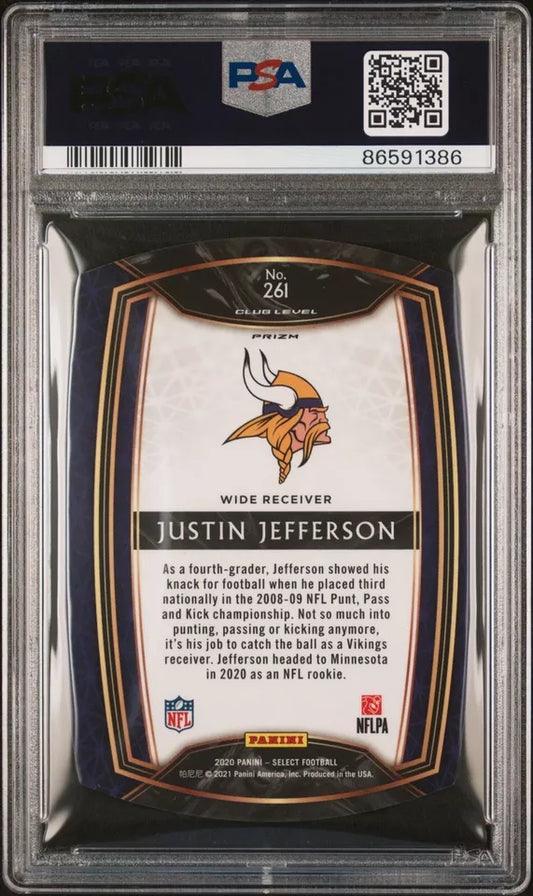 PSA
86591386
No.
261
CLUB LEVEL
PRIZM
WIDE RECEIVER
JUSTIN JEFFERSON
As a fourth-grader, Jefferson showed his
knack for football when he placed third
nationally in the 2008-09 NFL Punt, Pass
and Kick championship. Not so much into
punting, passing or kicking anymore,
it's his job to catch the ball as a Vikings
receiver. Jefferson headed to Minnesota
in 2020 as an NFL rookie.
NFL
NFLPA
PANINI
2020 PANINI – SELECT FOOTBALL
帕尼尼 © 2021 Panini America, Inc. Produced in the USA.
PSA